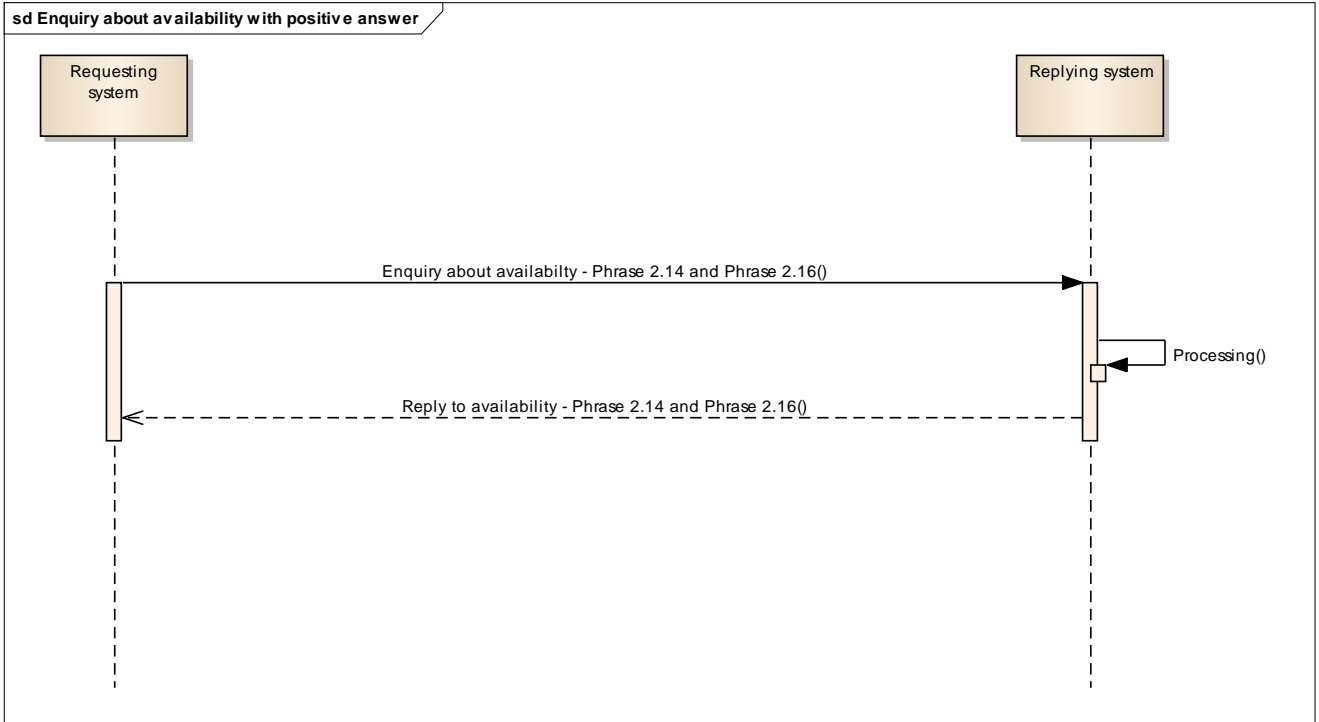 sd Enquiry about availability with positive answer
Requesting
system
Replying system
Enquiry about availabilty - Phrase 2.14 and Phrase 2.16()
Processing()
Reply to availability - Phrase 2.14 and Phrase 2.16()